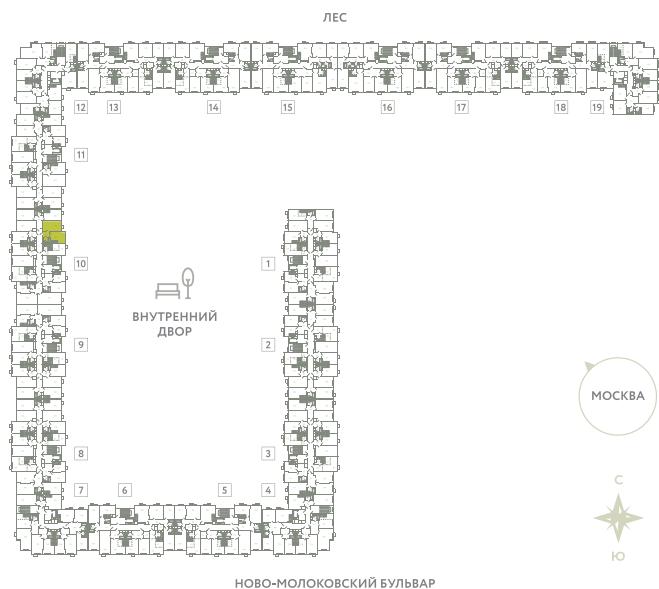 ЛЕС
12 13 14 15 16 17 18 19
11
10 1
ВНУТРЕННИЙ
ДВОР
9 2
МОСКВА
8 3
7 6 5 4
С
Ю
НОВО-МОЛОКОВСКИЙ БУЛЬВАР